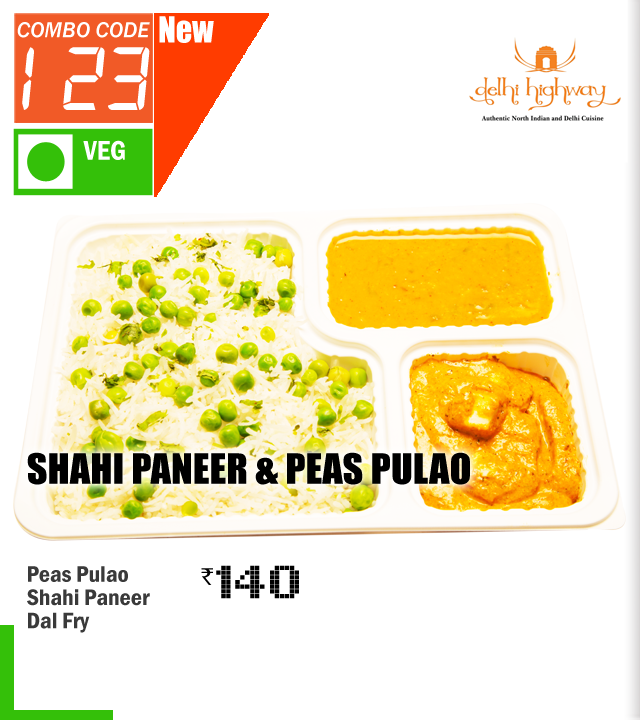 COMBO CODE
123
New
VEG
delhi highway
Authentic North Indian and Delhi Cuisine
SHAHI PANEER & PEAS PULAO
Peas Pulao
Shahi Paneer
Dal Fry
₹140